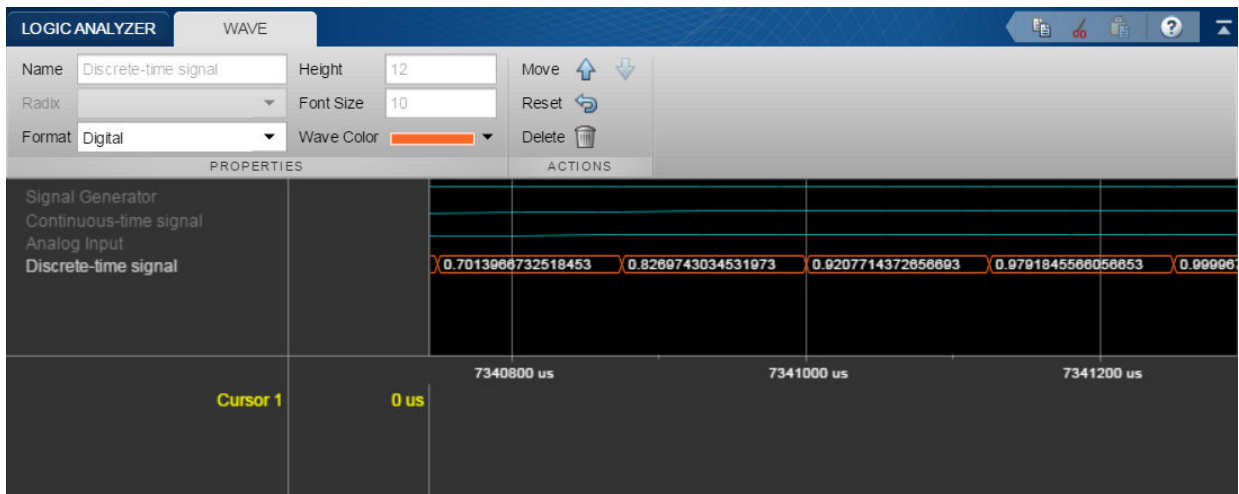 LOGIC ANALYZER WAVE ?
Name Discrete-time signal Height 12 Move
Radix Font Size 10 Reset
Format Digital Wave Color Delete
PROPERTIES ACTIONS
Signal Generator
Continuous-time signal
Analog Input
Discrete-time signal 0.7013966732518453 0.8269743034531973 0.9207714372656693 0.9791845566056653 0.999967
7340800 us 7341000 us 7341200 us
Cursor 1 0 us